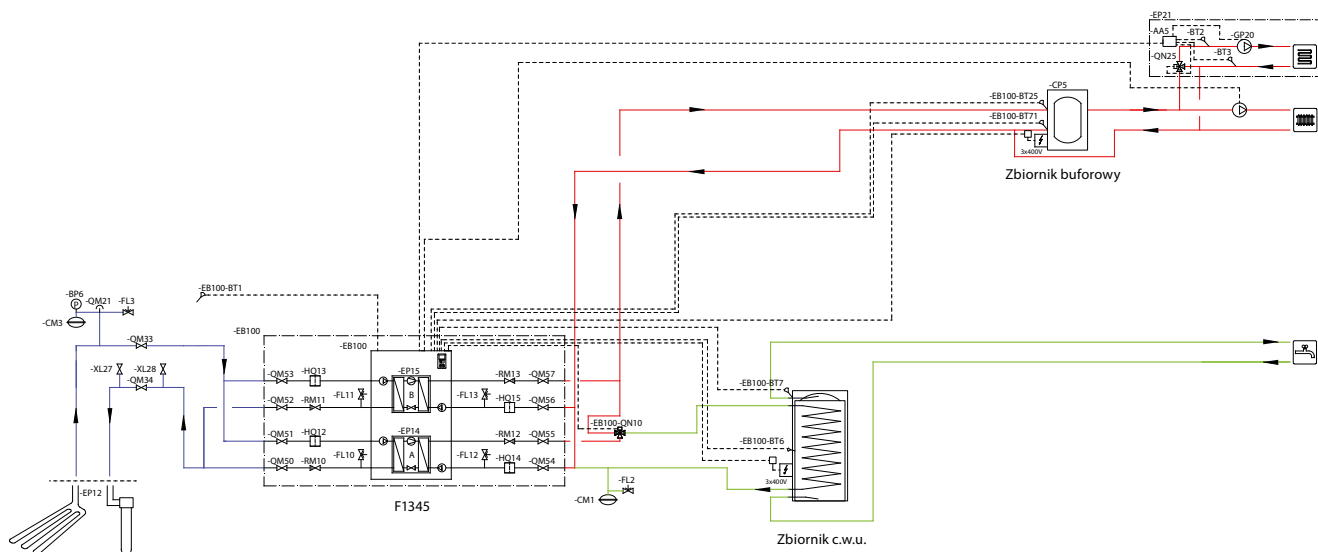 -EP21
-AA5
-BT2
-GP20
-QN25
-BT3
-CP5
-EB100-BT25
-EB100-BT71
3x400V
Zbiornik buforowy
-EB100-BT1
-BP6
-QM21
-FL3
P
-CM3
-QM33
-XL27
-XL28
-QM34
-EB100
-EB100
-QM53
-HQ13
-EP15
-RM13
-QM57
-FL11
B
-FL13
-HQ15
-QM52
-RM11
-QM56
-EB100-BT7
-EB100-QN10
-QM51
-HQ12
-EP14
-RM12
-QM55
-EB100-BT6
-FL10
A
-FL12
-HQ14
-QM50
-RM10
-QM54
3x400V
-FL2
-CM1
-EP12
F1345
Zbiornik c.w.u.